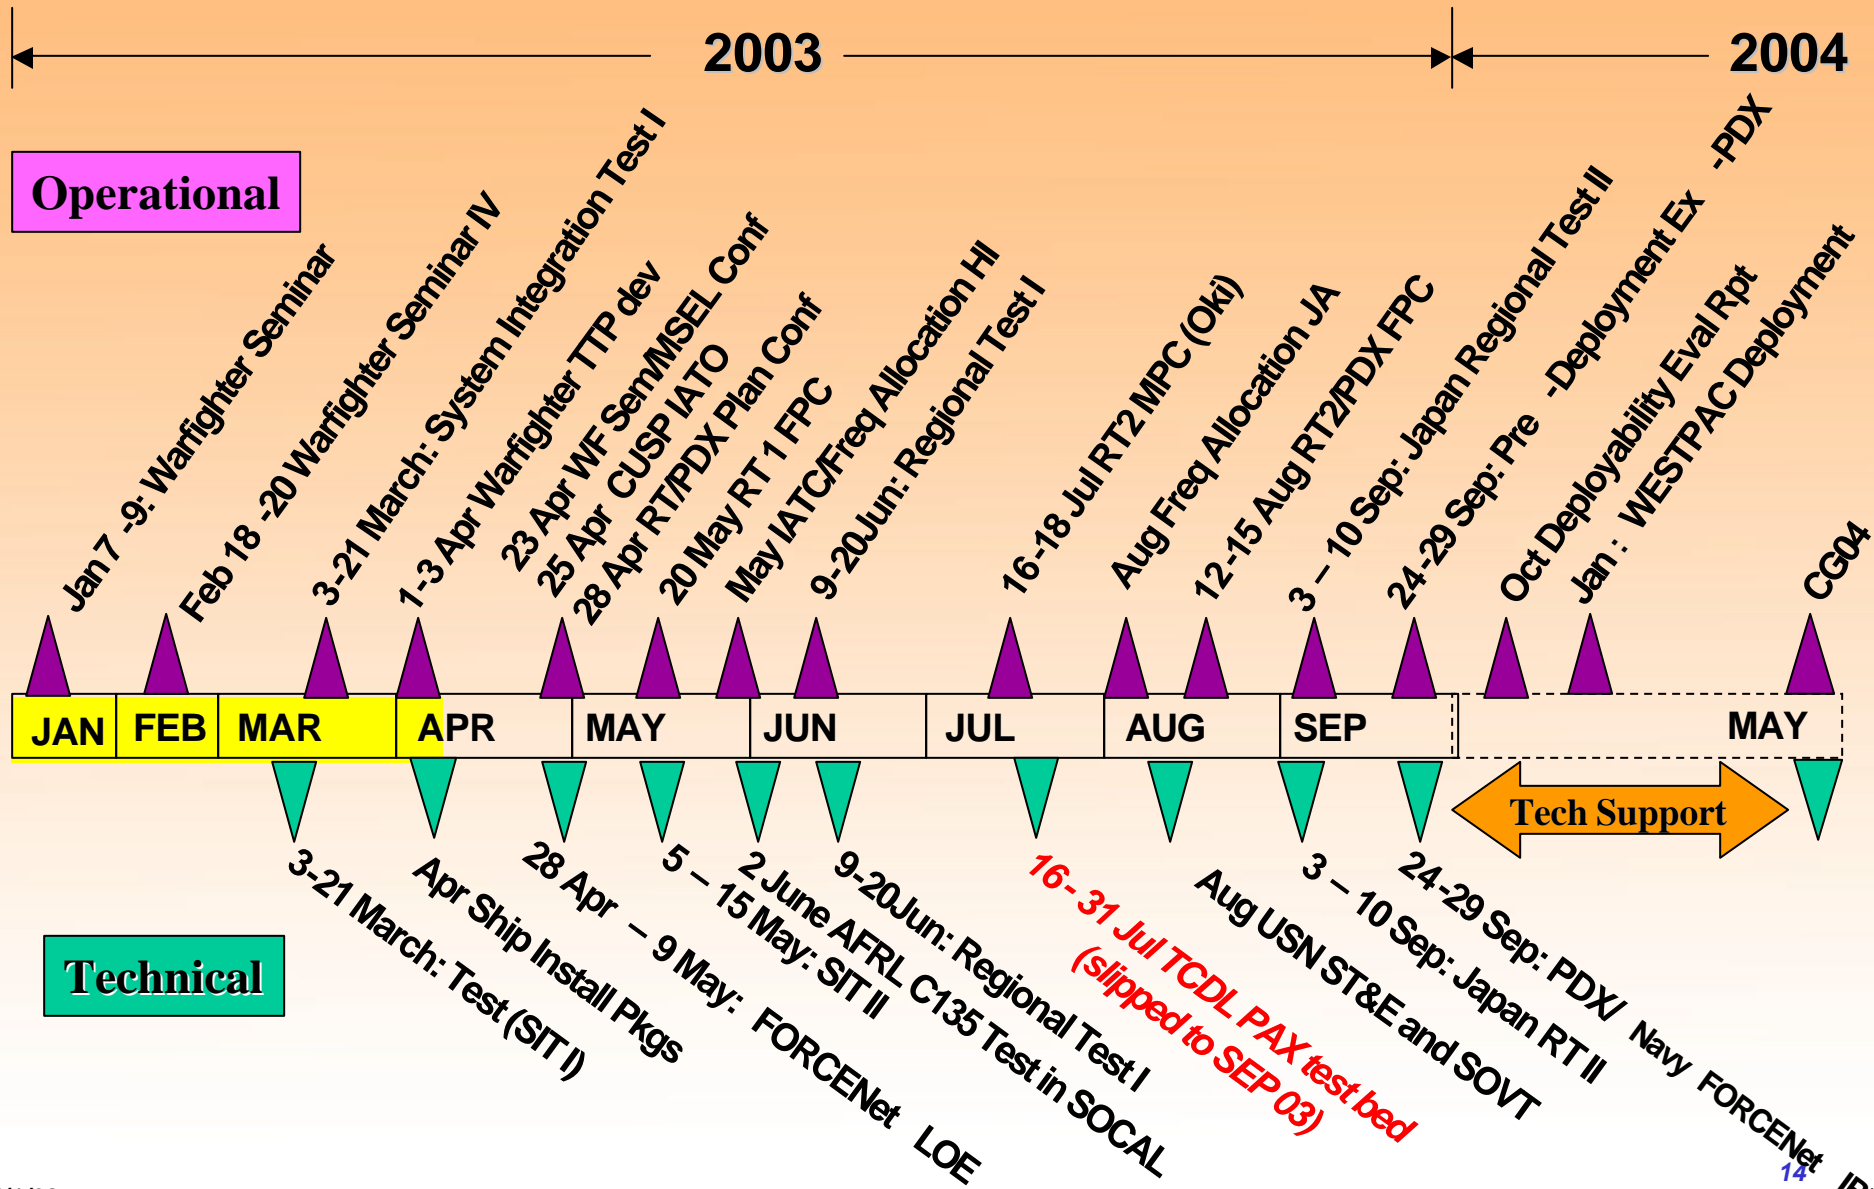 2003
2004
Operational
Jan 7 -9: Warfighter Seminar
Feb 18 -20 Warfighter Seminar IV
3-21 March: System Integration Test I
1-3 Apr Warfighter TTP dev
23 Apr WF Sem/MSEL Conf
25 Apr CUSP IATO
28 Apr RT/PDX Plan Conf
20 May RT 1 FPC
May IATC/Freq Allocation HI
9-20Jun: Regional Test I
16-18 Jul RT2 MPC (Oki)
Aug Freq Allocation JA
12-15 Aug RT2/PDX FPC
3 – 10 Sep: Japan Regional Test II
24-29 Sep: Pre -Deployment Ex -PDX
Oct Deployability Eval Rpt
Jan : WESTPAC Deployment
CG04
JAN FEB MAR APR MAY JUN JUL AUG SEP MAY
Tech Support
Technical
3-21 March: Test (SIT I)
Apr Ship Install Pkgs
28 Apr – 9 May: FORCENet LOE
5 – 15 May: SIT II
2 June AFRL C135 Test in SOCAL
9-20Jun: Regional Test I
16- 31 Jul TCDL PAX test bed
(slipped to SEP 03)
Aug USN ST&E and SOVT
3 – 10 Sep: Japan RT II
24-29 Sep: PDX/ Navy FORCENet
14